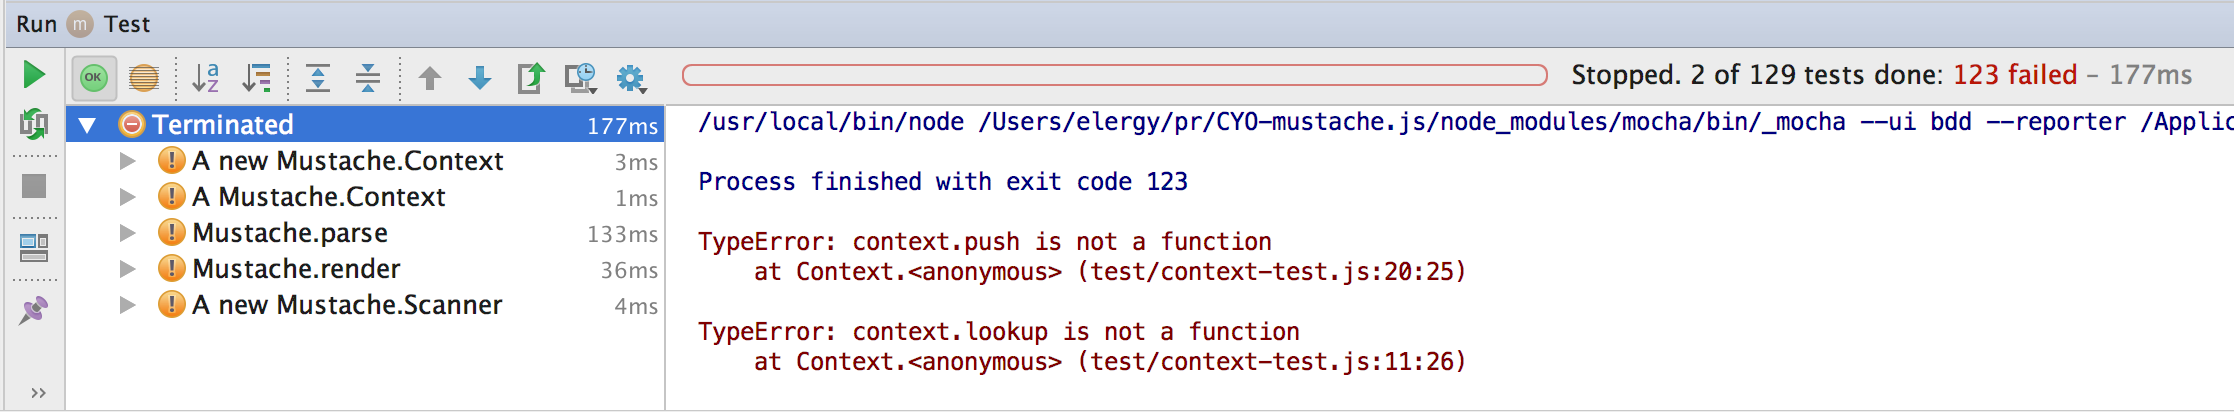 Run m Test
OK
az
Stopped. 2 of 129 tests done: 123 failed – 177ms
Terminated 177ms
A new Mustache.Context 3ms
A Mustache.Context 1ms
Mustache.parse 133ms
Mustache.render 36ms
A new Mustache.Scanner 4ms
/usr/local/bin/node /Users/elergy/pr/CYO-mustache.js/node_modules/mocha/bin/_mocha --ui bdd --reporter /Applic
Process finished with exit code 123
TypeError: context.push is not a function
at Context.<anonymous> (test/context-test.js:20:25)
TypeError: context.lookup is not a function
at Context.<anonymous> (test/context-test.js:11:26)